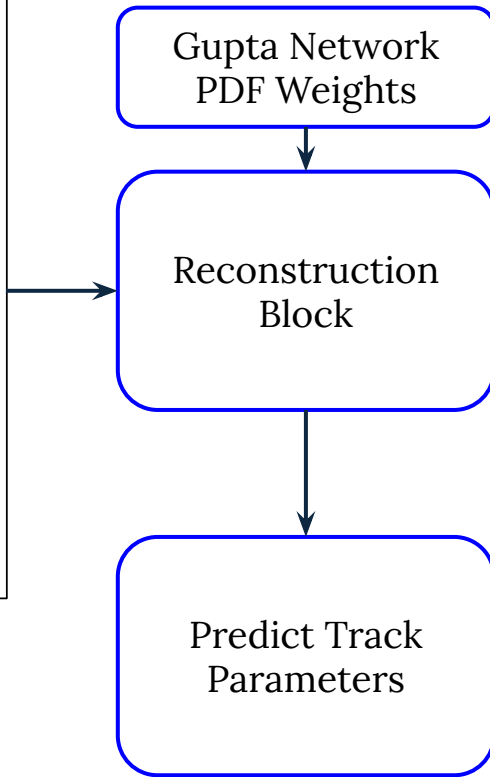 Gupta Network
PDF Weights
Reconstruction
Block
Predict Track
Parameters